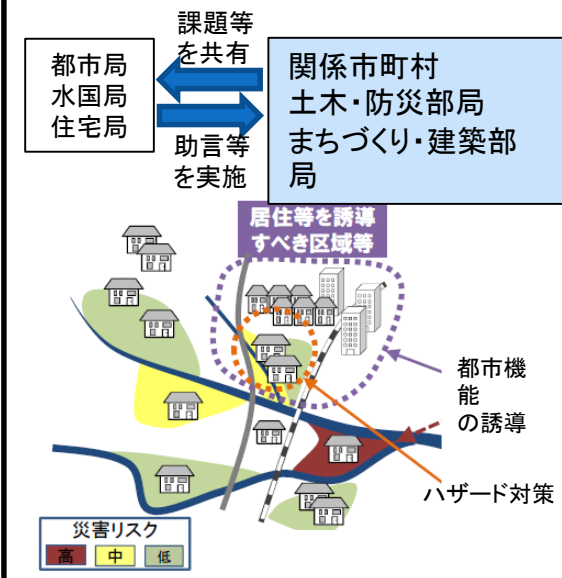 課題等
を共有
都市局
水国局
住宅局
関係市町村
土木・防災部局
まちづくり・建築部
局
助言等
を実施
居住等を誘導
すべき区域等
都市機
能
の誘導
ハザード対策
災害リスク
高 中 低